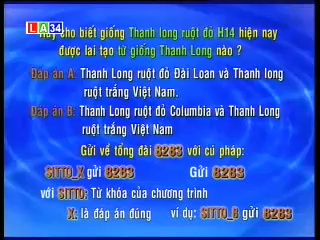 LA34
Hãy cho biết giống Thanh long ruột đỏ H14 hiện nay
được lai tạo từ giống Thanh Long nào ?
Đáp án A: Thanh Long ruột đỏ Đài Loan và Thanh long
ruột trắng Việt Nam.
Đáp án B: Thanh Long ruột đỏ Columbia và Thanh Long
ruột trắng Việt Nam
Gửi về tổng đài 8283 với cú pháp:
SITTO_X gửi 8283 Gửi 8283
với SITTO: Từ khóa của chương trình
X: là đáp án đúng ví dụ: SITTO_B gửi 8283